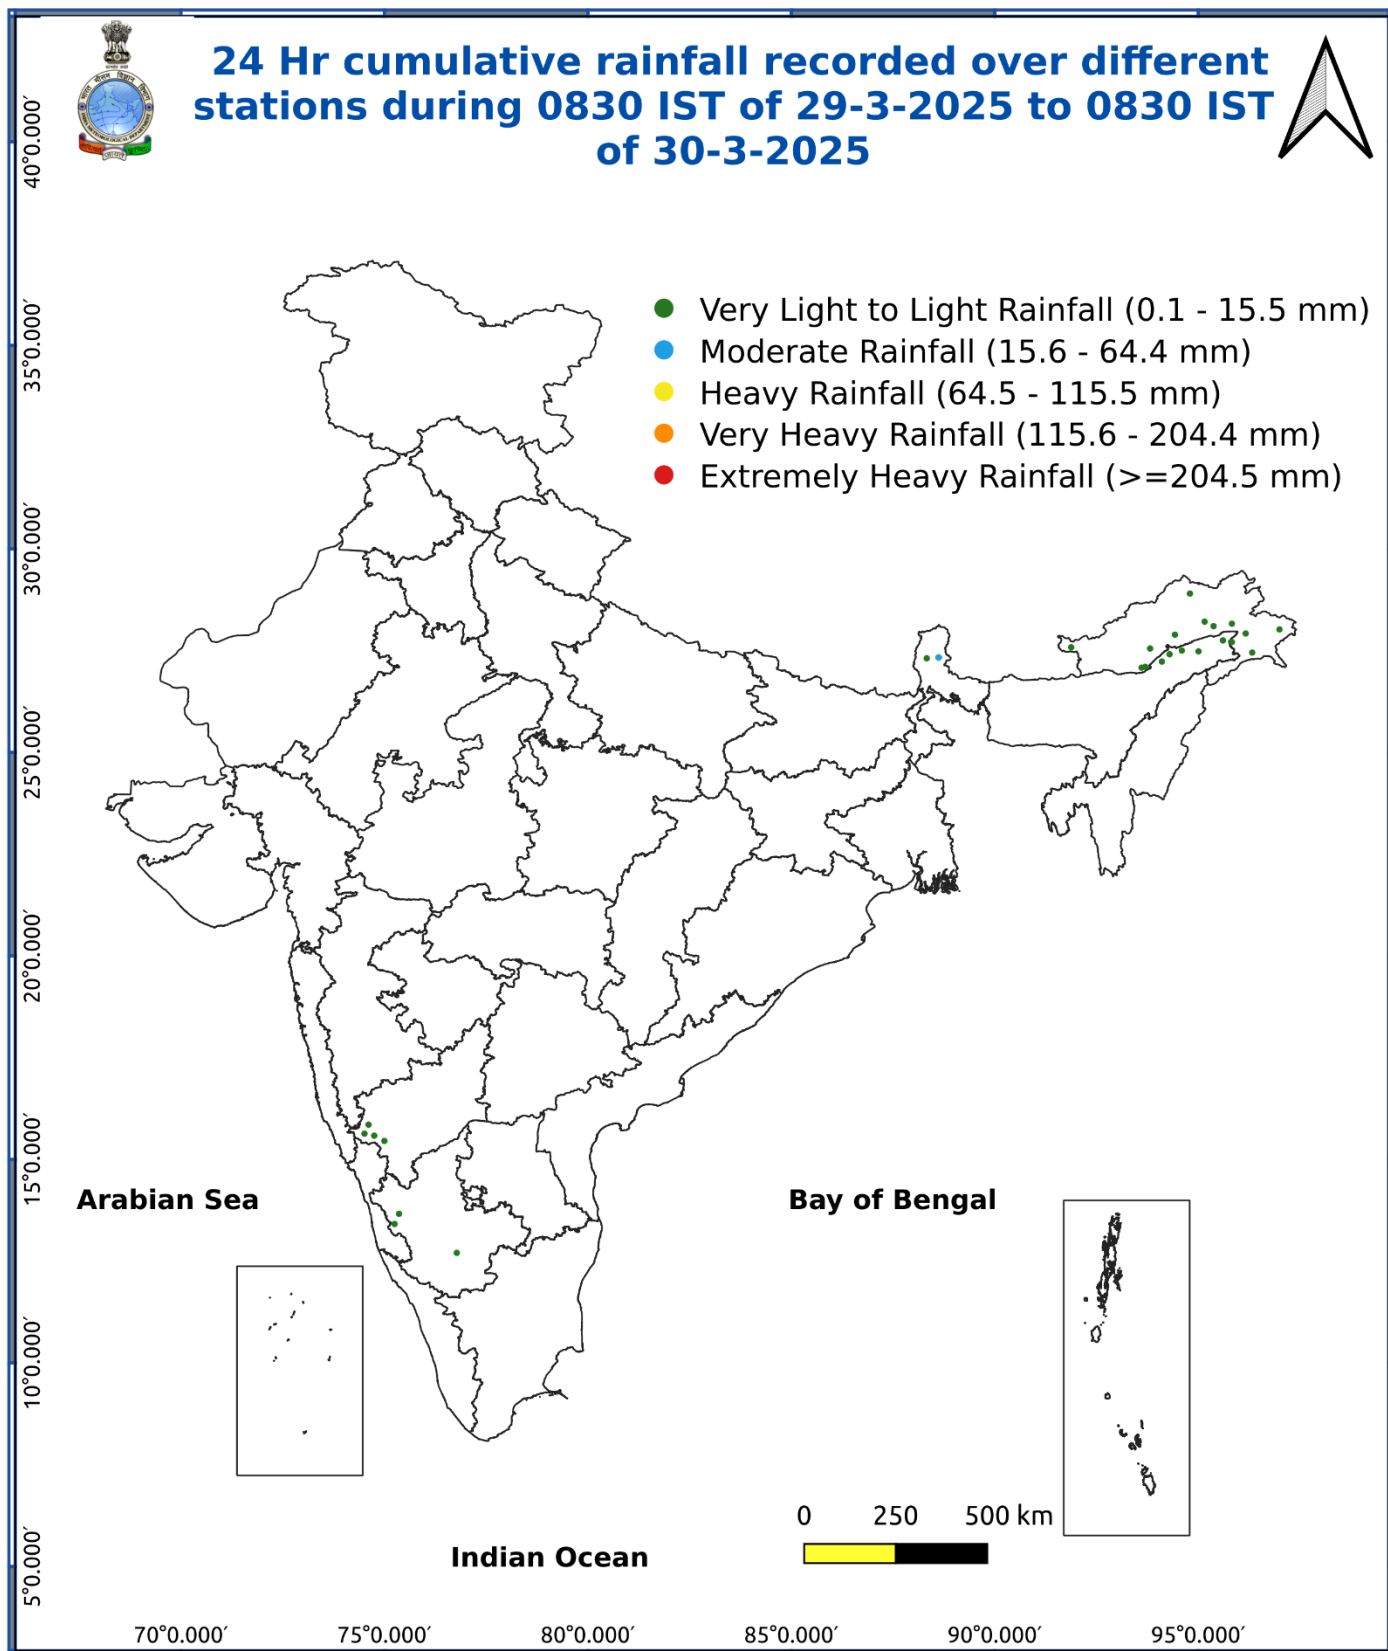 24 Hr cumulative rainfall recorded over different
stations during 0830 IST of 29-3-2025 to 0830 IST
of 30-3-2025
Very Light to Light Rainfall (0.1 - 15.5 mm)
Moderate Rainfall (15.6 - 64.4 mm)
Heavy Rainfall (64.5 - 115.5 mm)
Very Heavy Rainfall (115.6 - 204.4 mm)
Extremely Heavy Rainfall (>=204.5 mm)
40°0.000′
35°0.000′
30°0.000′
25°0.000′
20°0.000′
15°0.000′
10°0.000′
5°0.000′
Arabian Sea
Bay of Bengal
Indian Ocean
0 250 500 km
70°0.000′ 75°0.000′ 80°0.000′ 85°0.000′ 90°0.000′ 95°0.000′